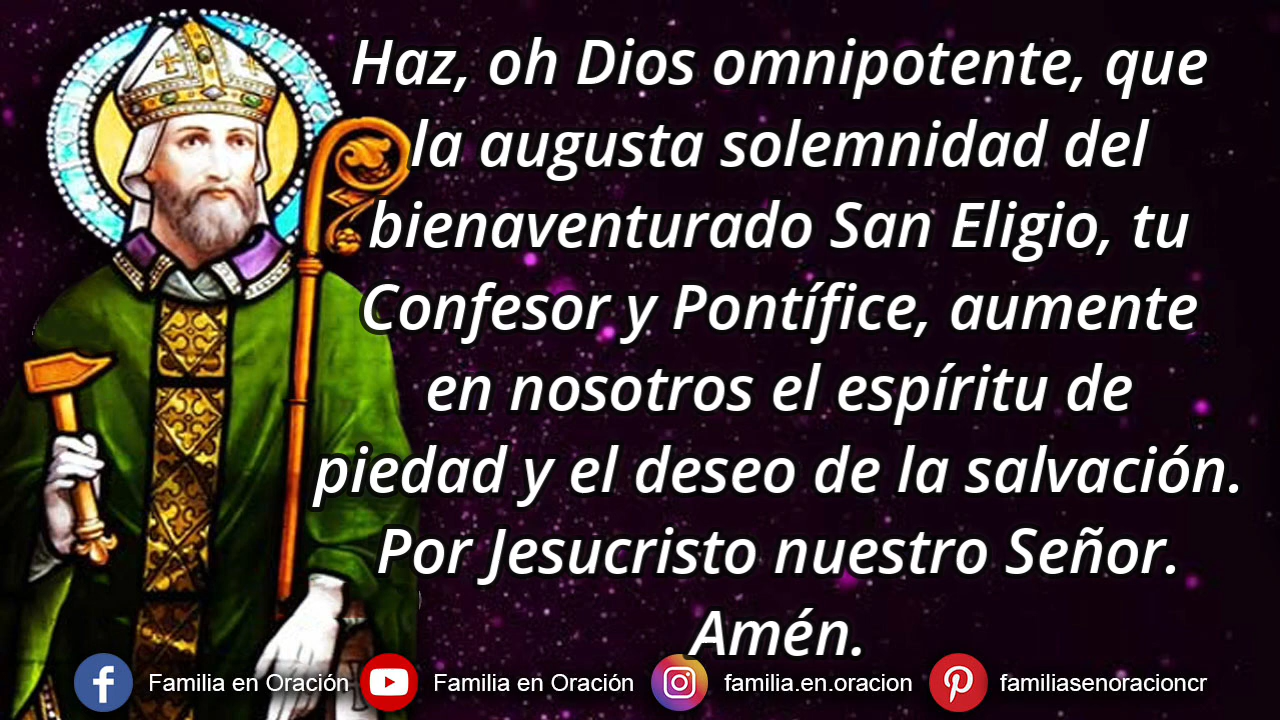 Haz, oh Dios omnipotente, que
la augusta solemnidad del
bienaventurado San Eligio, tu
Confesor y Pontífice, aumente
en nosotros el espíritu de
piedad y el deseo de la salvación.
Por Jesucristo nuestro Señor.
Amén.
Familia en Oración Familia en Oración familia.en.oracion familiasenoracioncr